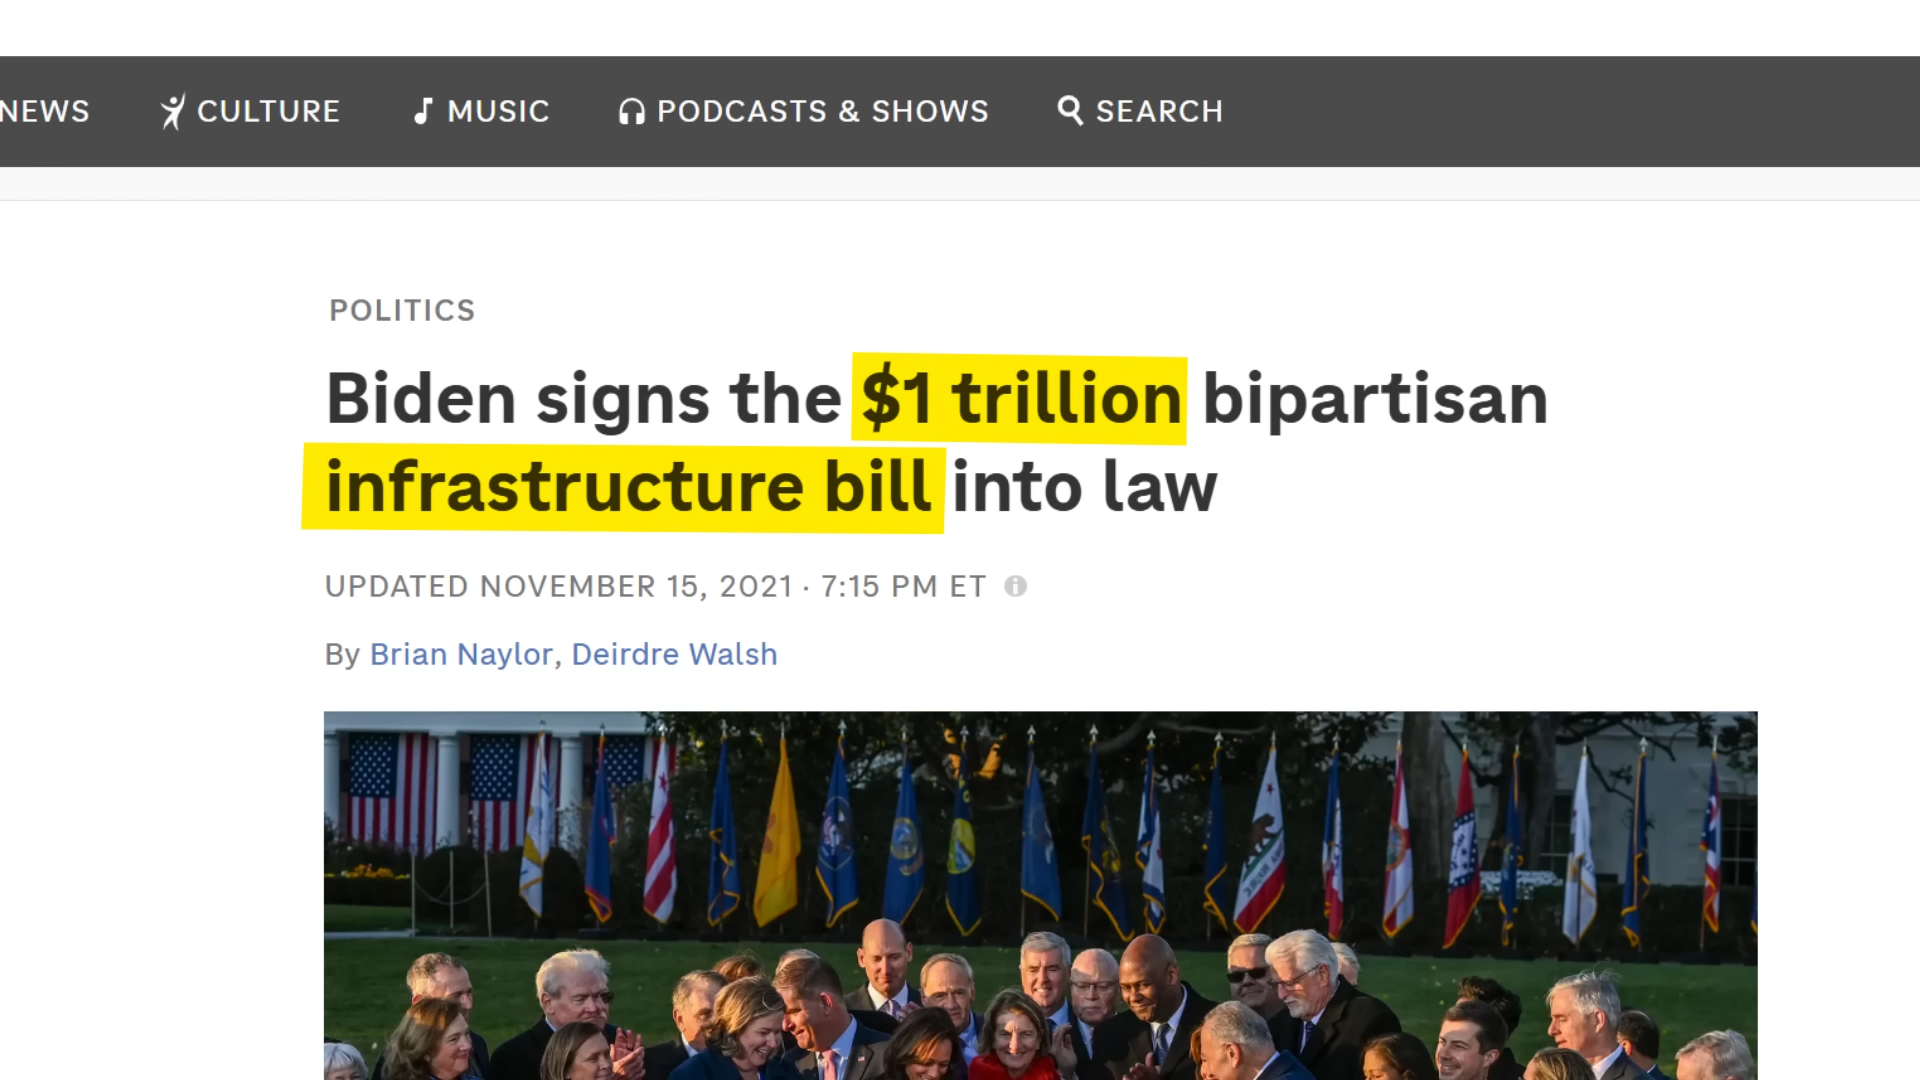 NEWS CULTURE MUSIC PODCASTS & SHOWS SEARCH
POLITICS
Biden signs the $1 trillion bipartisan
infrastructure bill into law
UPDATED NOVEMBER 15, 2021 · 7:15 PM ET
By Brian Naylor, Deirdre Walsh